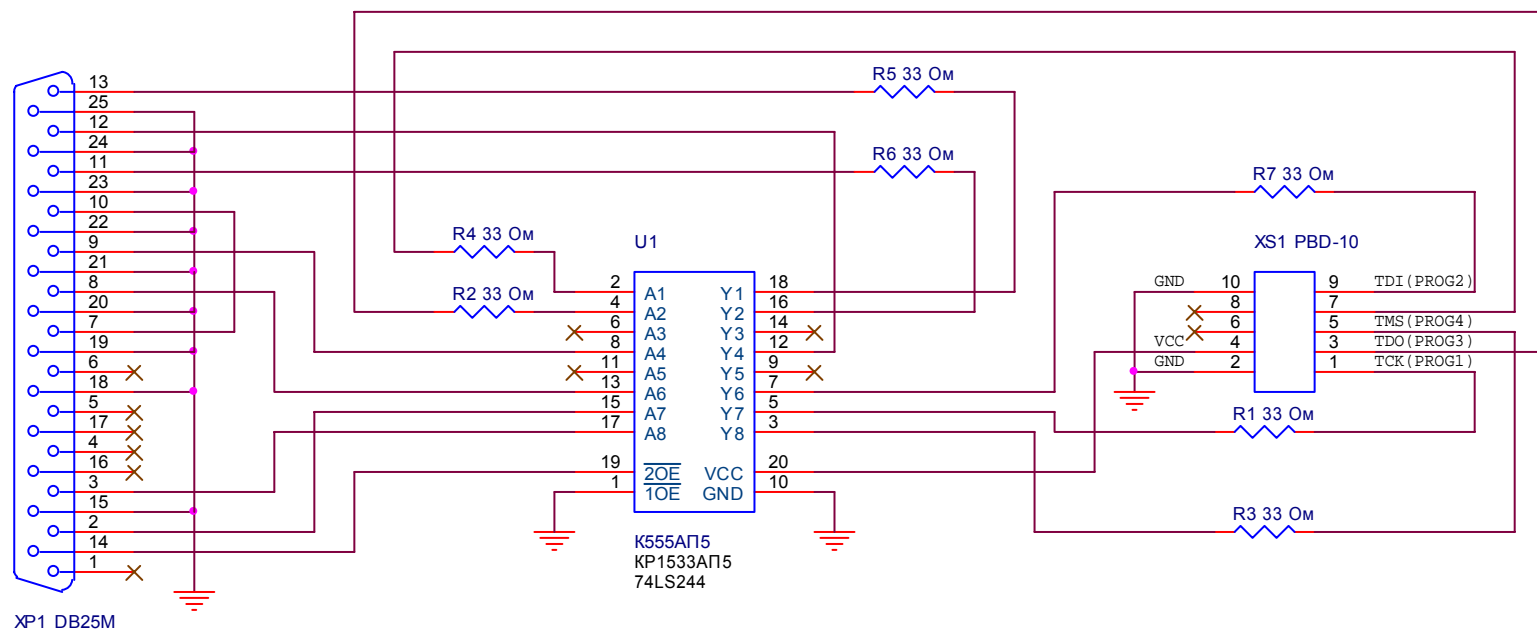 R5 33 Ом
R6 33 Ом
R7 33 Ом
R4 33 Ом
R2 33 Ом
R1 33 Ом
R3 33 Ом
13
25
12
24
11
23
10
22
9
21
8
20
7
19
6
18
5
17
4
16
3
15
2
14
1
XP1 DB25M
U1
2 A1 Y1 18
4 A2 Y2 16
6 A3 Y3 14
8 A4 Y4 12
11 A5 Y5 9
13 A6 Y6 7
15 A7 Y7 5
17 A8 Y8 3
19 2OE VCC 20
1 1OE GND 10
К555АП5
КР1533АП5
74LS244
XS1 PBD-10
GND 10 9 TDI(PROG2)
8 7
6 5 TMS(PROG4)
VCC 4 3 TDO(PROG3)
GND 2 1 TCK(PROG1)